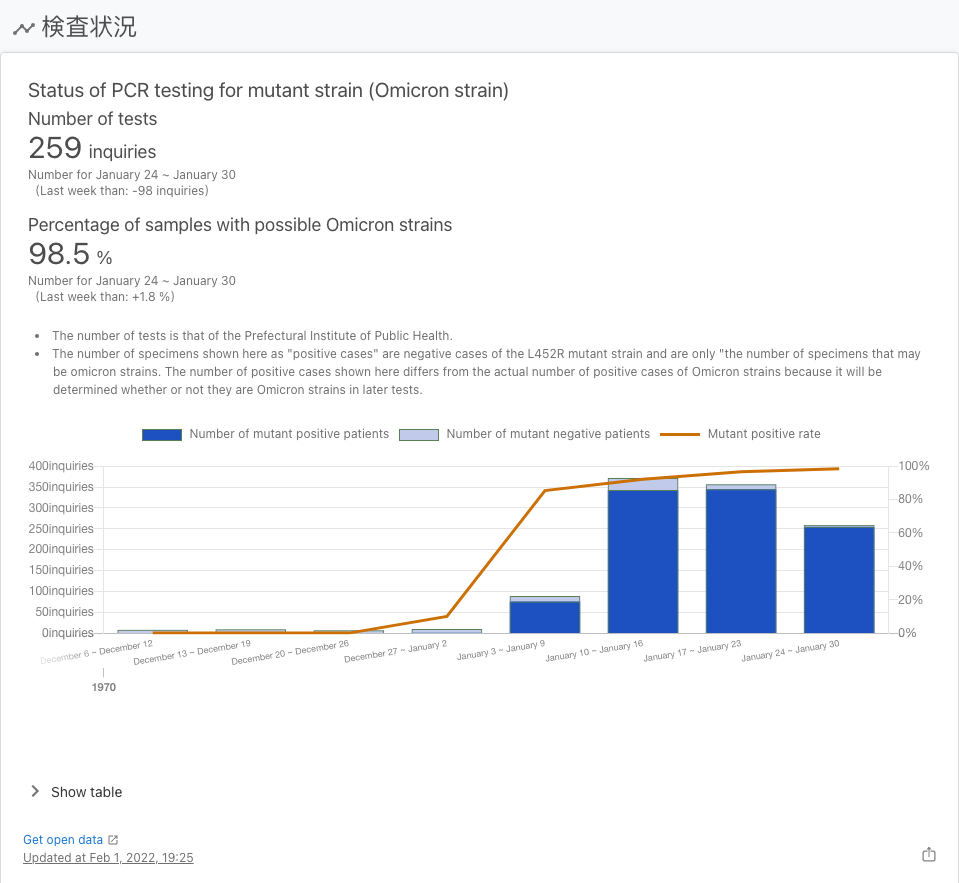 検査状況
Status of PCR testing for mutant strain (Omicron strain)
Number of tests
259 inquiries
Number for January 24 ~ January 30
(Last week than: -98 inquiries)
Percentage of samples with possible Omicron strains
98.5 %
Number for January 24 ~ January 30
(Last week than: +1.8 %)
• The number of tests is that of the Prefectural Institute of Public Health.
• The number of specimens shown here as "positive cases" are negative cases of the L452R mutant strain and are only "the number of specimens that may
be omicron strains. The number of positive cases shown here differs from the actual number of positive cases of Omicron strains because it will be
determined whether or not they are Omicron strains in later tests.
Number of mutant positive patients Number of mutant negative patients Mutant positive rate
400inquiries 100%
350inquiries
80%
300inquiries
250inquiries 60%
200inquiries
150inquiries 40%
100inquiries
20%
50inquiries
0inquiries 0%
December 6 ~ December 12
December 13 ~ December 19
December 20 ~ December 26
December 27 ~ January 2
January 3 ~ January 9
January 10 ~ January 16
January 17 ~ January 23
January 24 ~ January 30
1970
Show table
Get open data
Updated at Feb 1, 2022, 19:25